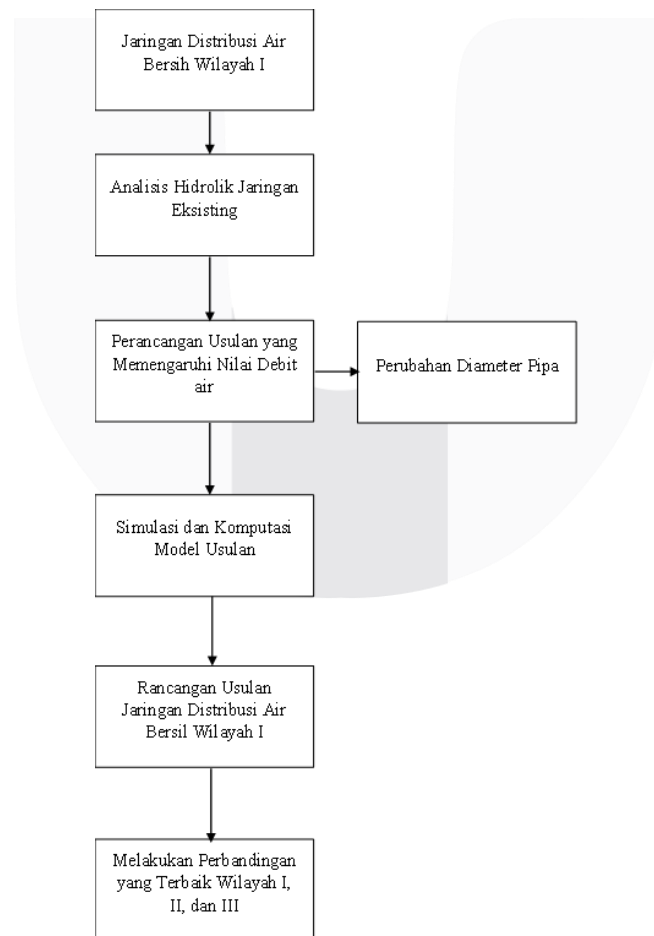 Jaringan Distribusi Air
Bersih Wilayah I
Analisis Hidrolik Jaringan
Eksisting
Perancangan Usulan yang
Memengaruhi Nilai Debit
air
Perubahan Diameter Pipa
Simulasi dan Komputasi
Model Usulan
Rancangan Usulan
Jaringan Distribusi Air
Bersil Wilayah I
Melakukan Perbandingan
yang Terbaik Wilayah I,
II, dan III